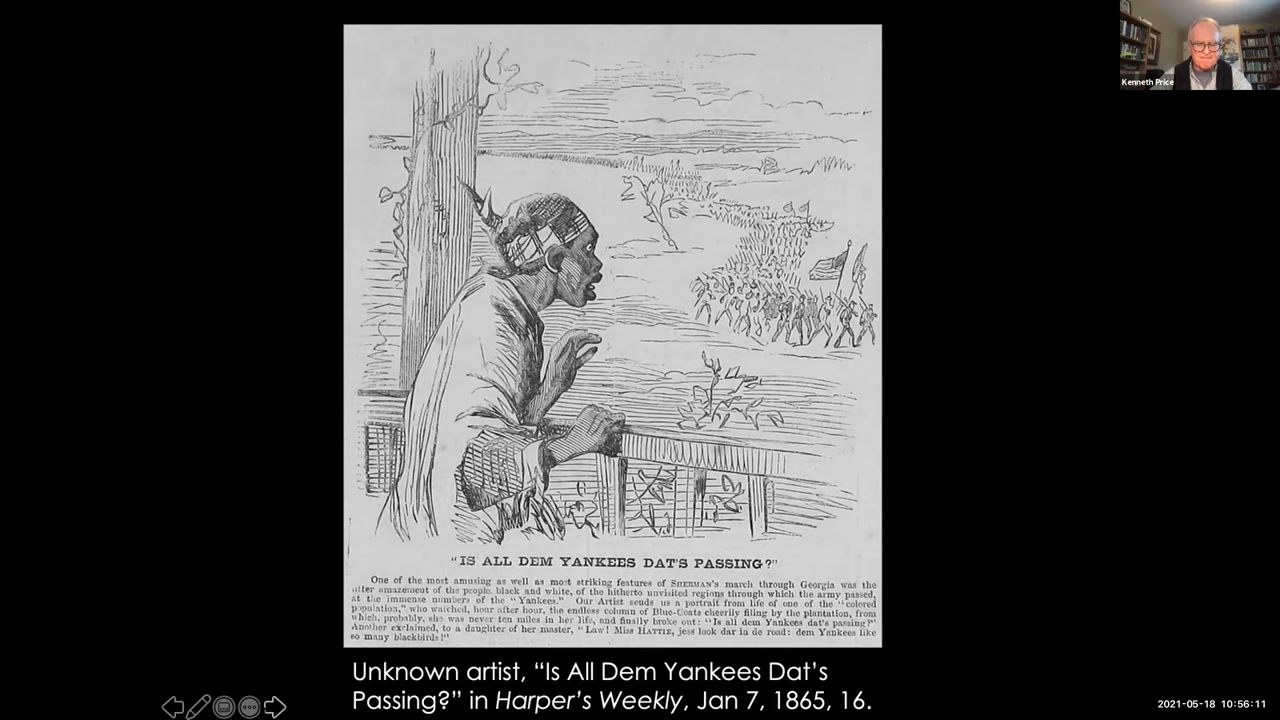 Kenneth Price
"IS ALL DEM YANKEES DAT'S PASSING?"
One of the most amusing as well as most striking features of SHERMAN'S march through Georgia was the
utter amazement of the people, black and white, of the hitherto unvisited regions through which the army passed,
at the immense numbers of the "Yankees." Our Artist sends us a portrait from life of one of the "colored
population," who watched, hour after hour, the endless column of Blue-Coats cheerily filing by the plantation, from
which, probably, she was never ten miles in her life, and finally broke out: "Is all dem Yankees dat's passing?"
Another exclaimed, to a daughter of her master, "Law! Miss HATTIE, jess look dar in de road: dem Yankees like
so many blackbirds!"
Unknown artist, “Is All Dem Yankees Dat’s
Passing?” in Harper’s Weekly, Jan 7, 1865, 16.
2021-05-18 10:56:11